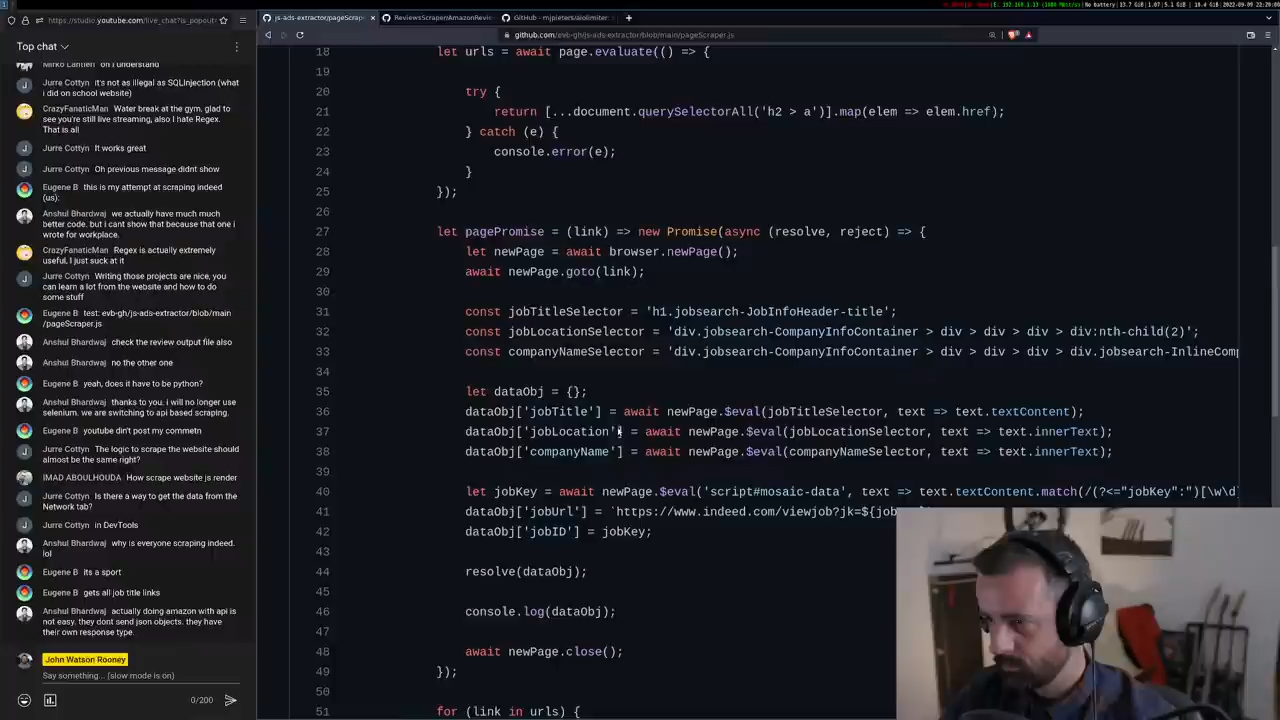 https://studio.youtube.com/live_chat?is_popout=
js-ads-extractor/pageScrap
ReviewsScraper/AmazonRevi
GitHub - mjpieters/aiolimiter:
github.com/evb-gh/js-ads-extractor/blob/main/pageScraper.js
Top chat
Mirko Lantieri oh i understand
Jurre Cottyn it's not as illegal as SQLInjection (what
i did on school website)
CrazyFanaticMan Water break at the gym, glad to
see you're still live streaming, also I hate Regex.
That is all
Jurre Cottyn It works great
Jurre Cottyn Oh previous message didnt show
Eugene B this is my attempt at scraping indeed
(us):
Anshul Bhardwaj we actually have much much
better code. but i cant show that because that one i
wrote for workplace.
CrazyFanaticMan Regex is actually extremely
useful, I just suck at it
Jurre Cottyn Writing those projects are nice, you
can learn a lot from the website and how to do
some stuff
Eugene B test: evb-gh/js-ads-extractor/blob/main
/pageScraper.js
Anshul Bhardwaj check the review output file also
Anshul Bhardwaj no the other one
Eugene B yeah, does it have to be python?
Anshul Bhardwaj thanks to you. i will no longer use
selenium. we are switching to api based scraping.
Eugene B youtube din't post my commetn
Jurre Cottyn The logic to scrape the website should
almost be the same right?
IMAD ABOULHOUDA How scrape website js render
Jurre Cottyn Is there a way to get the data from the
Network tab?
Jurre Cottyn in DevTools
Anshul Bhardwaj why is everyone scraping indeed.
lol
Eugene B its a sport
Eugene B gets all job title links
Anshul Bhardwaj actually doing amazon with api is
not easy. they dont send json objects. they have
their own response type.
John Watson Rooney
Say something... (slow mode is on)
0/200
18 let urls = await page.evaluate(() => {
19
20 try {
21 return [...document.querySelectorAll('h2 > a')].map(elem => elem.href);
22 } catch (e) {
23 console.error(e);
24 }
25 });
26
27 let pagePromise = (link) => new Promise(async (resolve, reject) => {
28 let newPage = await browser.newPage();
29 await newPage.goto(link);
30
31 const jobTitleSelector = 'h1.jobsearch-JobInfoHeader-title';
32 const jobLocationSelector = 'div.jobsearch-CompanyInfoContainer > div > div > div > div:nth-child(2)';
33 const companyNameSelector = 'div.jobsearch-CompanyInfoContainer > div > div > div > div.jobsearch-InlineComp
34
35 let dataObj = {};
36 dataObj['jobTitle'] = await newPage.$eval(jobTitleSelector, text => text.textContent);
37 dataObj['jobLocation'] = await newPage.$eval(jobLocationSelector, text => text.innerText);
38 dataObj['companyName'] = await newPage.$eval(companyNameSelector, text => text.innerText);
39
40 let jobKey = await newPage.$eval('script#mosaic-data', text => text.textContent.match(/(?<="jobKey":")[\w\d]
41 dataObj['jobUrl'] = `https://www.indeed.com/viewjob?jk=${job
42 dataObj['jobID'] = jobKey;
43
44 resolve(dataObj);
45
46 console.log(dataObj);
47
48 await newPage.close();
49 });
50
51 for (link in urls) {